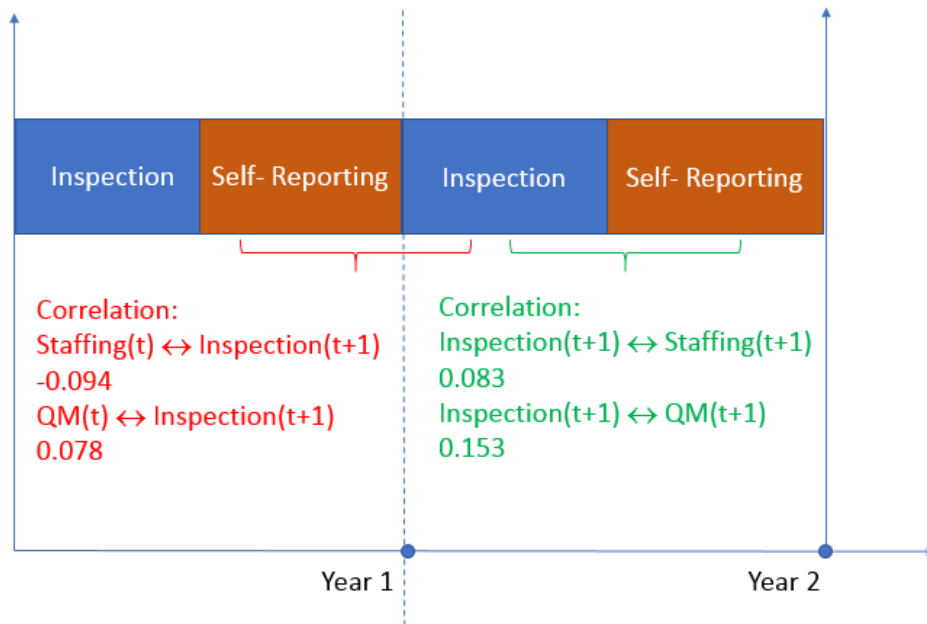 Inspection
Self- Reporting
Inspection
Self- Reporting
Correlation:
Staffing(t) ↔ Inspection(t+1)
-0.094
QM(t) ↔ Inspection(t+1)
0.078
Correlation:
Inspection(t+1) ↔ Staffing(t+1)
0.083
Inspection(t+1) ↔ QM(t+1)
0.153
Year 1
Year 2